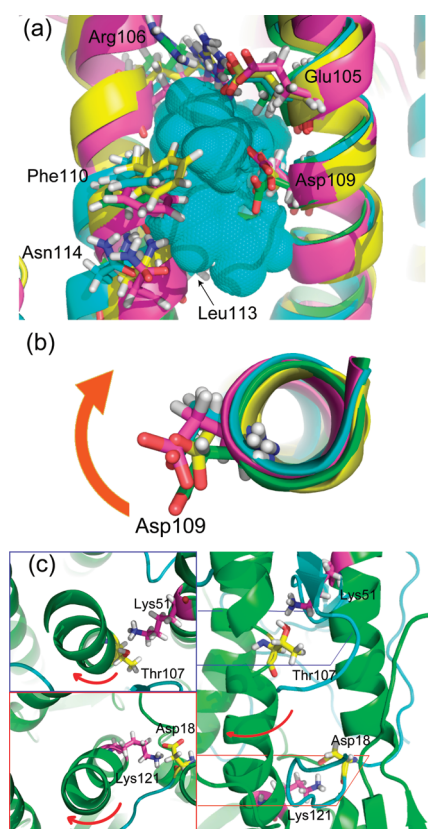 (a)
Arg106
Glu105
Phe110
Asp109
Asn114
Leu113
(b)
Asp109
(c)
Lys51
Thr107
Lys51
Thr107
Asp18
Lys121
Asp18
Lys121